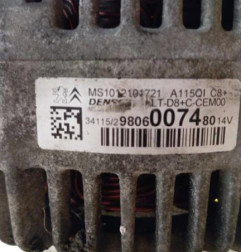 MS1012101721 A115QI C8+
DENSO ALT-D8+C-CEM00
34115/2 9806007480 14V